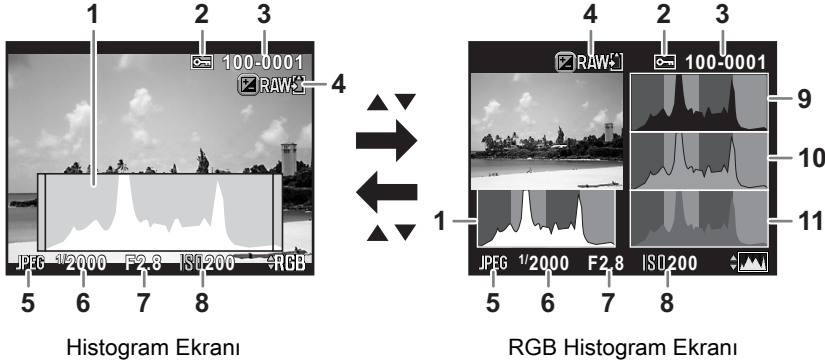 1 2 3
100-0001
RAW
4
JPEG 1/2000 F2.8 ISO200 RGB
5 6 7 8
Histogram Ekranı
4 2 3
RAW 100-0001
9
10
1
11
JPEG 1/2000 F2.8 ISO200
5 6 7 8
RGB Histogram Ekranı